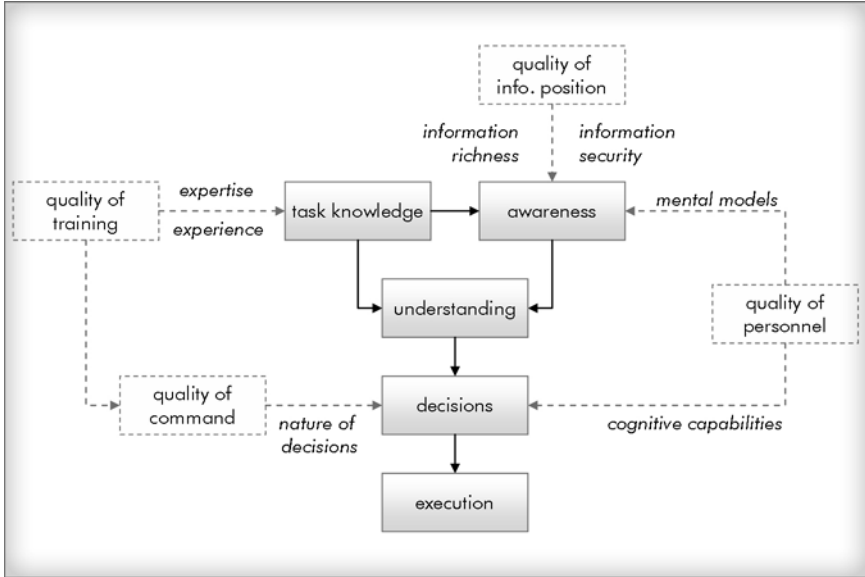 quality of
info. position
information
richness
information
security
quality of
training
expertise
experience
task knowledge
awareness
mental models
understanding
quality of
personnel
quality of
command
nature of
decisions
decisions
cognitive capabilities
execution